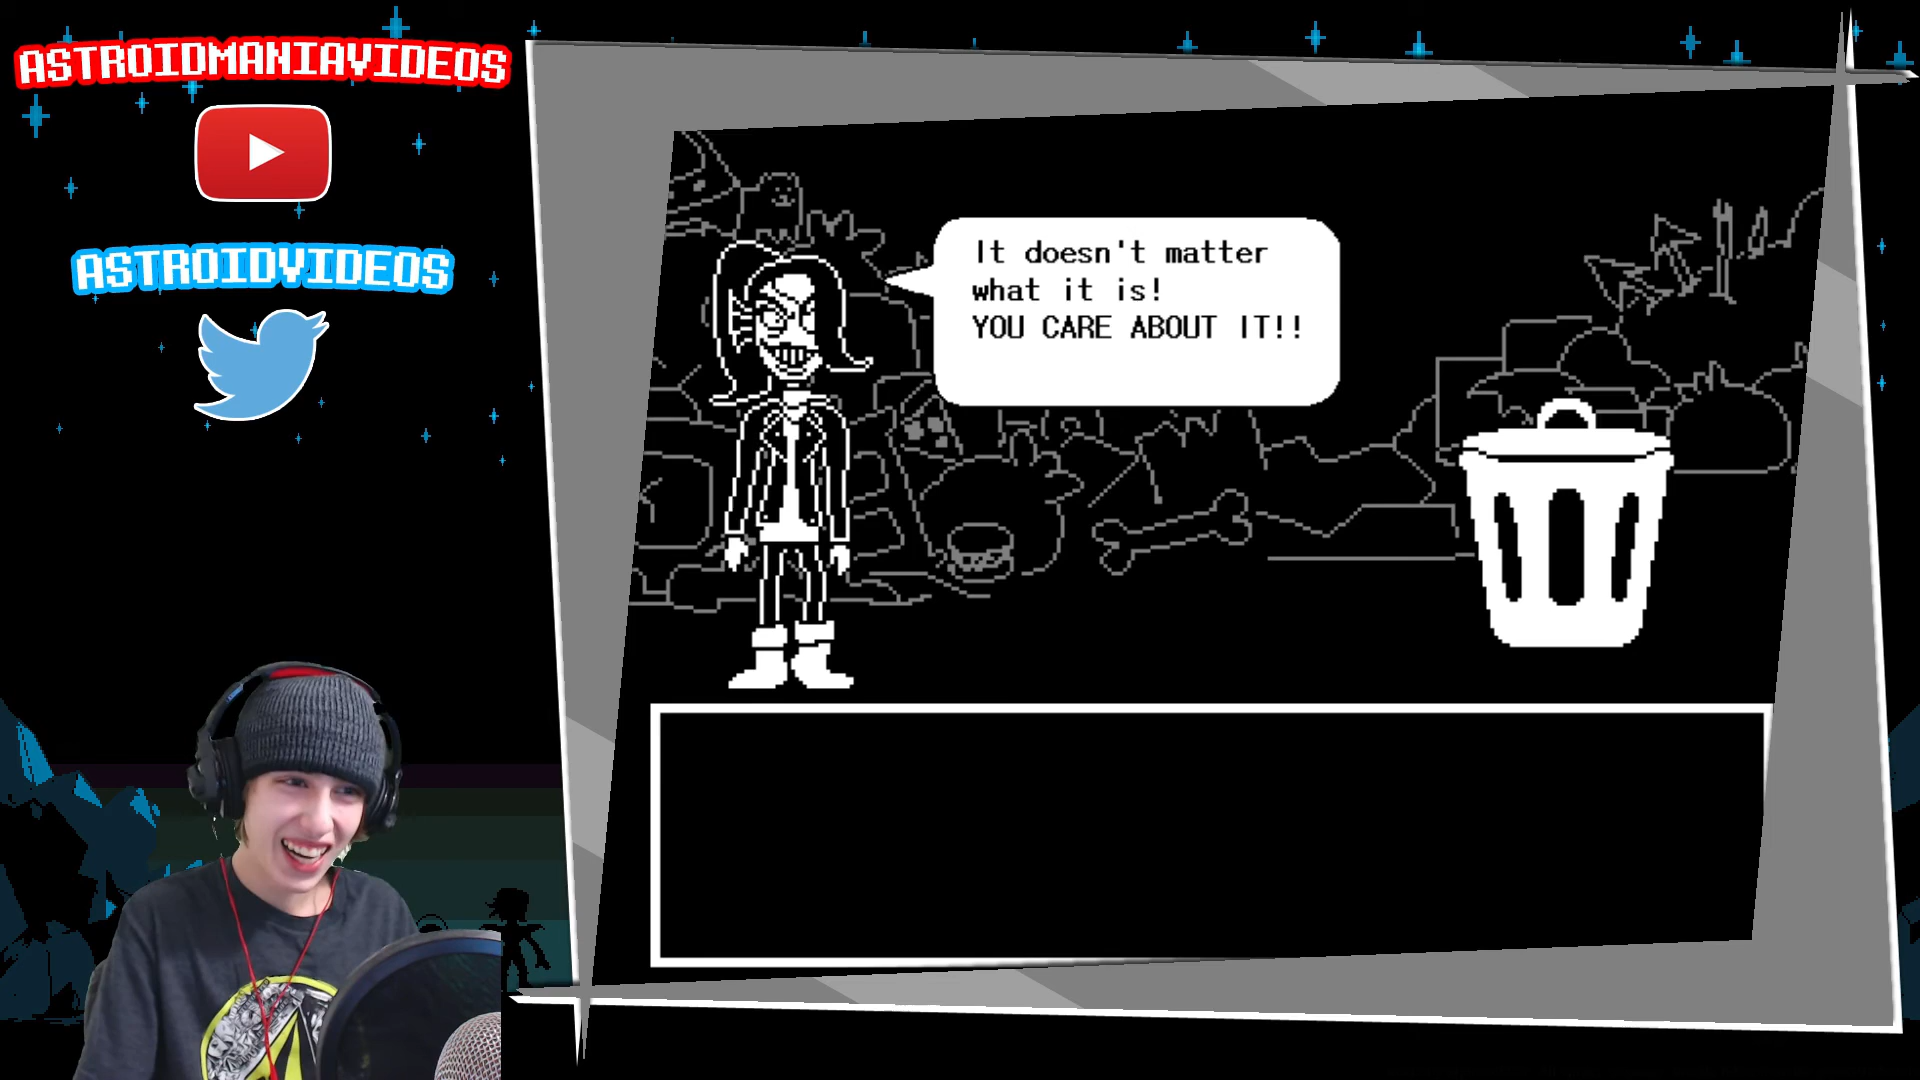 ASTROIDMANIAVIDEOS
ASTROIDVIDEOS
It doesn't matter
what it is!
YOU CARE ABOUT IT!!